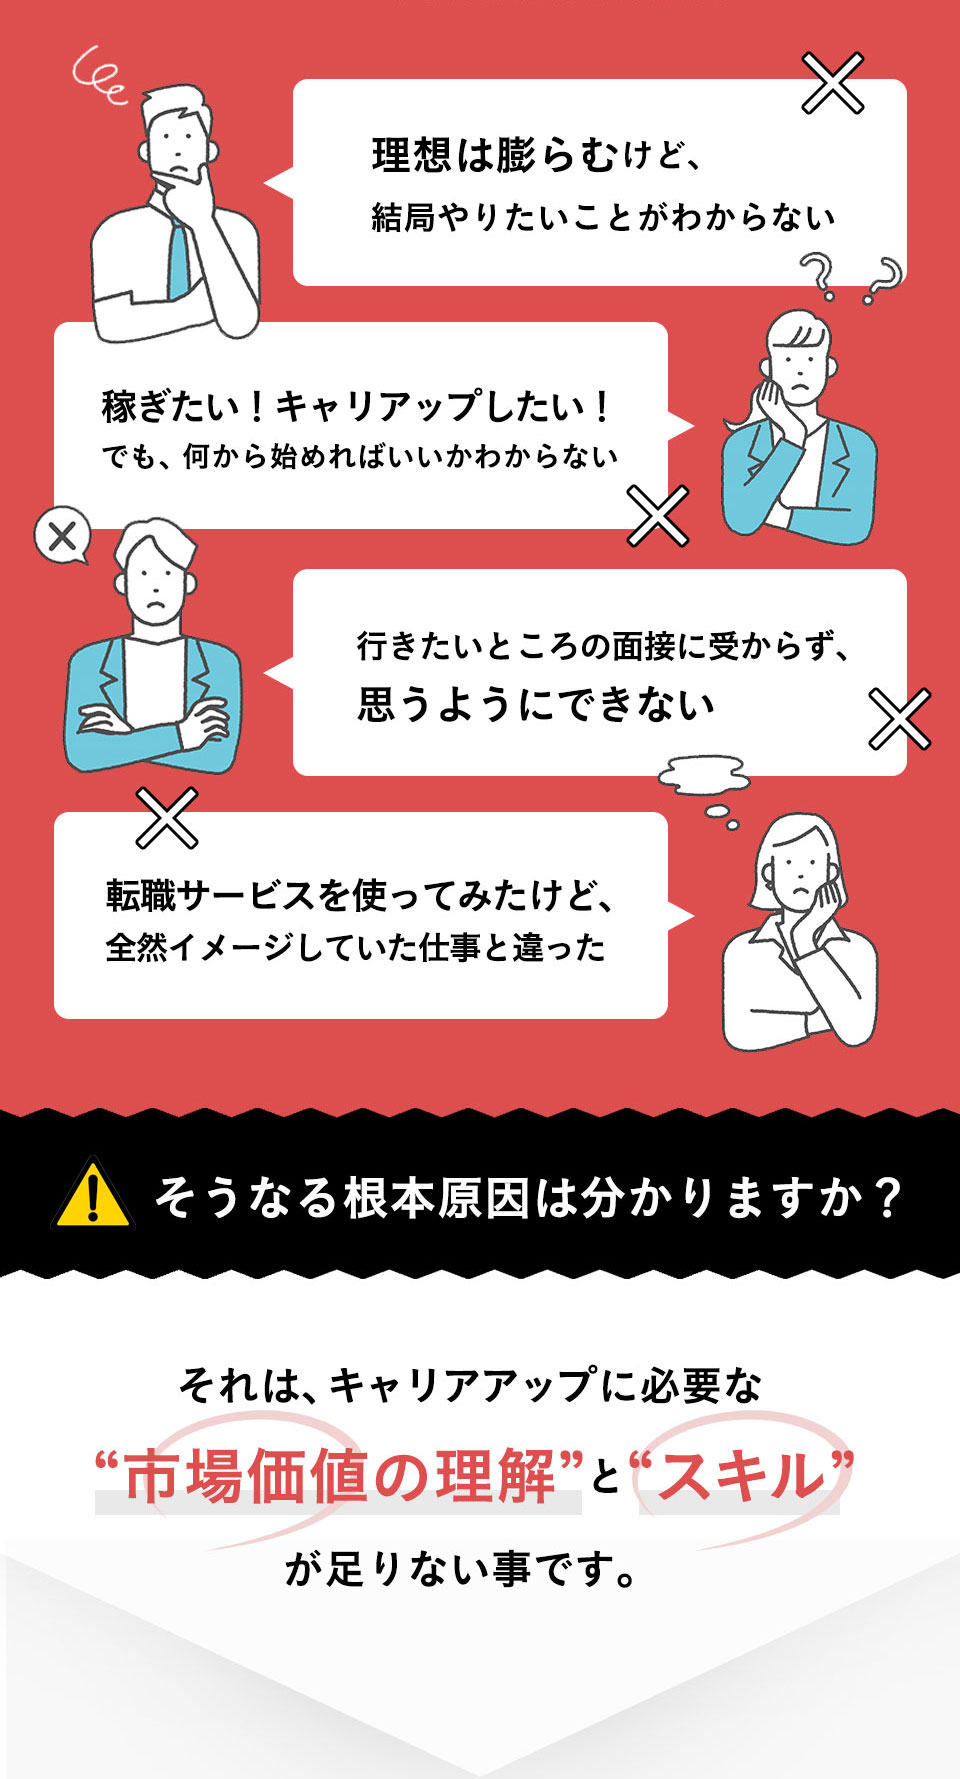 理想は膨らむけど、
結局やりたいことがわからない
稼ぎたい！キャリアップしたい！
でも、何から始めればいいかわからない
行きたいところの面接に受からず、
思うようにできない
転職サービスを使ってみたけど、
全然イメージしていた仕事と違った
そうなる根本原因は分かりますか？
それは、キャリアアップに必要な
“市場価値の理解”と“スキル”
が足りない事です。